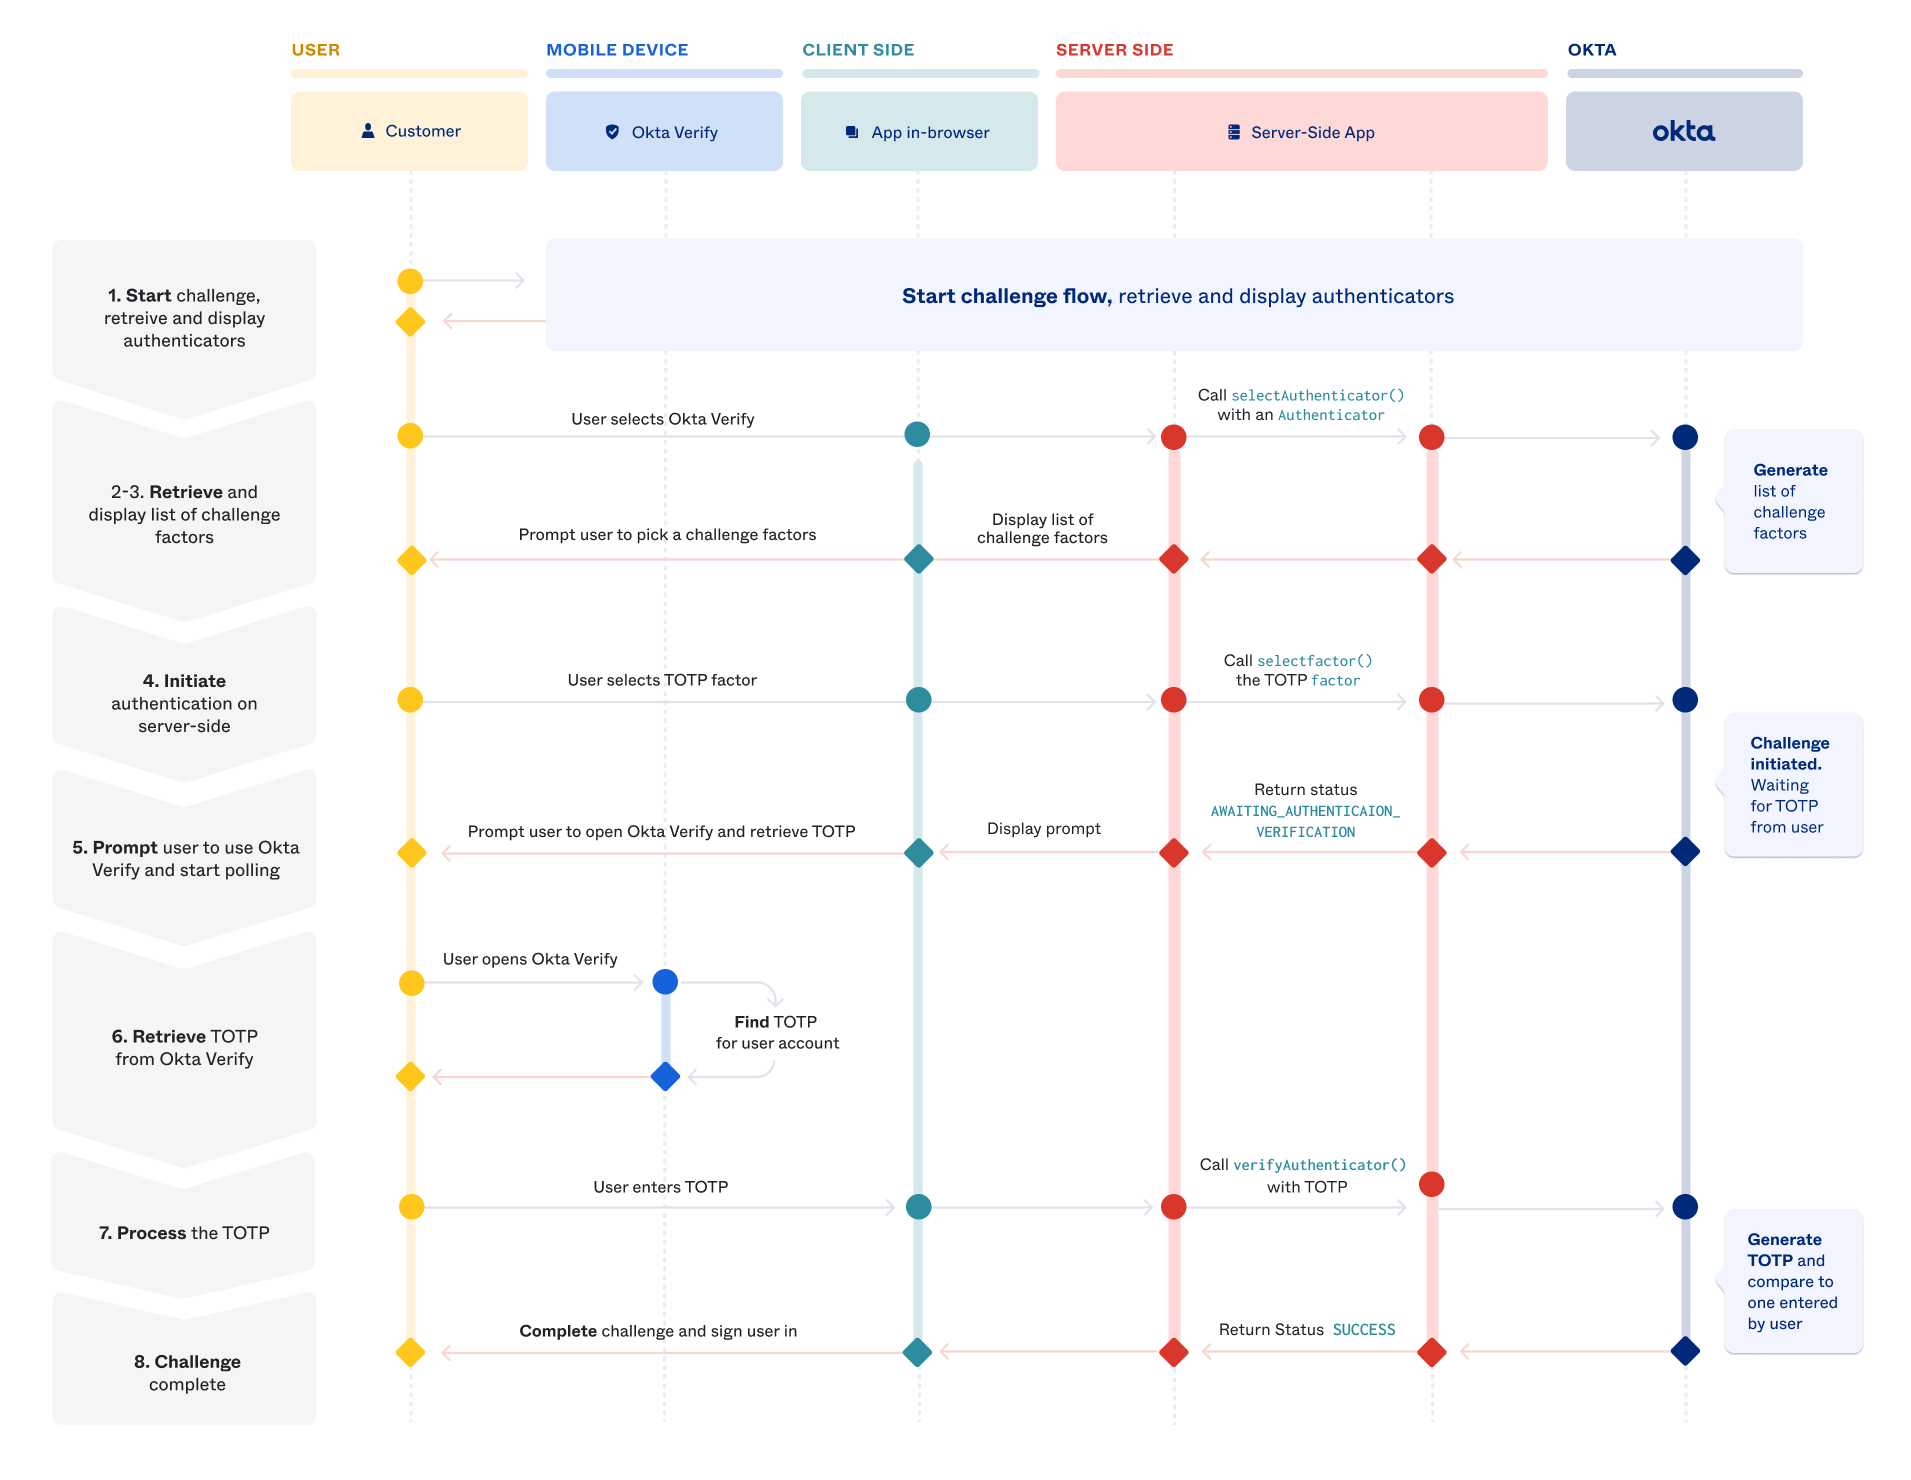 USER
MOBILE DEVICE
CLIENT SIDE
SERVER SIDE
OKTA
Customer
Okta Verify
App in-browser
Server-Side App
okta
1. Start challenge,
retreive and display
authenticators
Start challenge flow, retrieve and display authenticators
2-3. Retrieve and
display list of challenge
factors
User selects Okta Verify
Call selectAuthenticator()
with an Authenticator
Generate
list of
challenge
factors
Prompt user to pick a challenge factors
Display list of
challenge factors
4. Initiate
authentication on
server-side
User selects TOTP factor
Call selectfactor()
the TOTP factor
Challenge
initiated.
Waiting
for TOTP
from user
5. Prompt user to use Okta
Verify and start polling
Prompt user to open Okta Verify and retrieve TOTP
Display prompt
Return status
AWAITING_AUTHENTICAION_
VERIFICATION
6. Retrieve TOTP
from Okta Verify
User opens Okta Verify
Find TOTP
for user account
7. Process the TOTP
User enters TOTP
Call verifyAuthenticator()
with TOTP
Generate
TOTP and
compare to
one entered
by user
8. Challenge
complete
Complete challenge and sign user in
Return Status SUCCESS